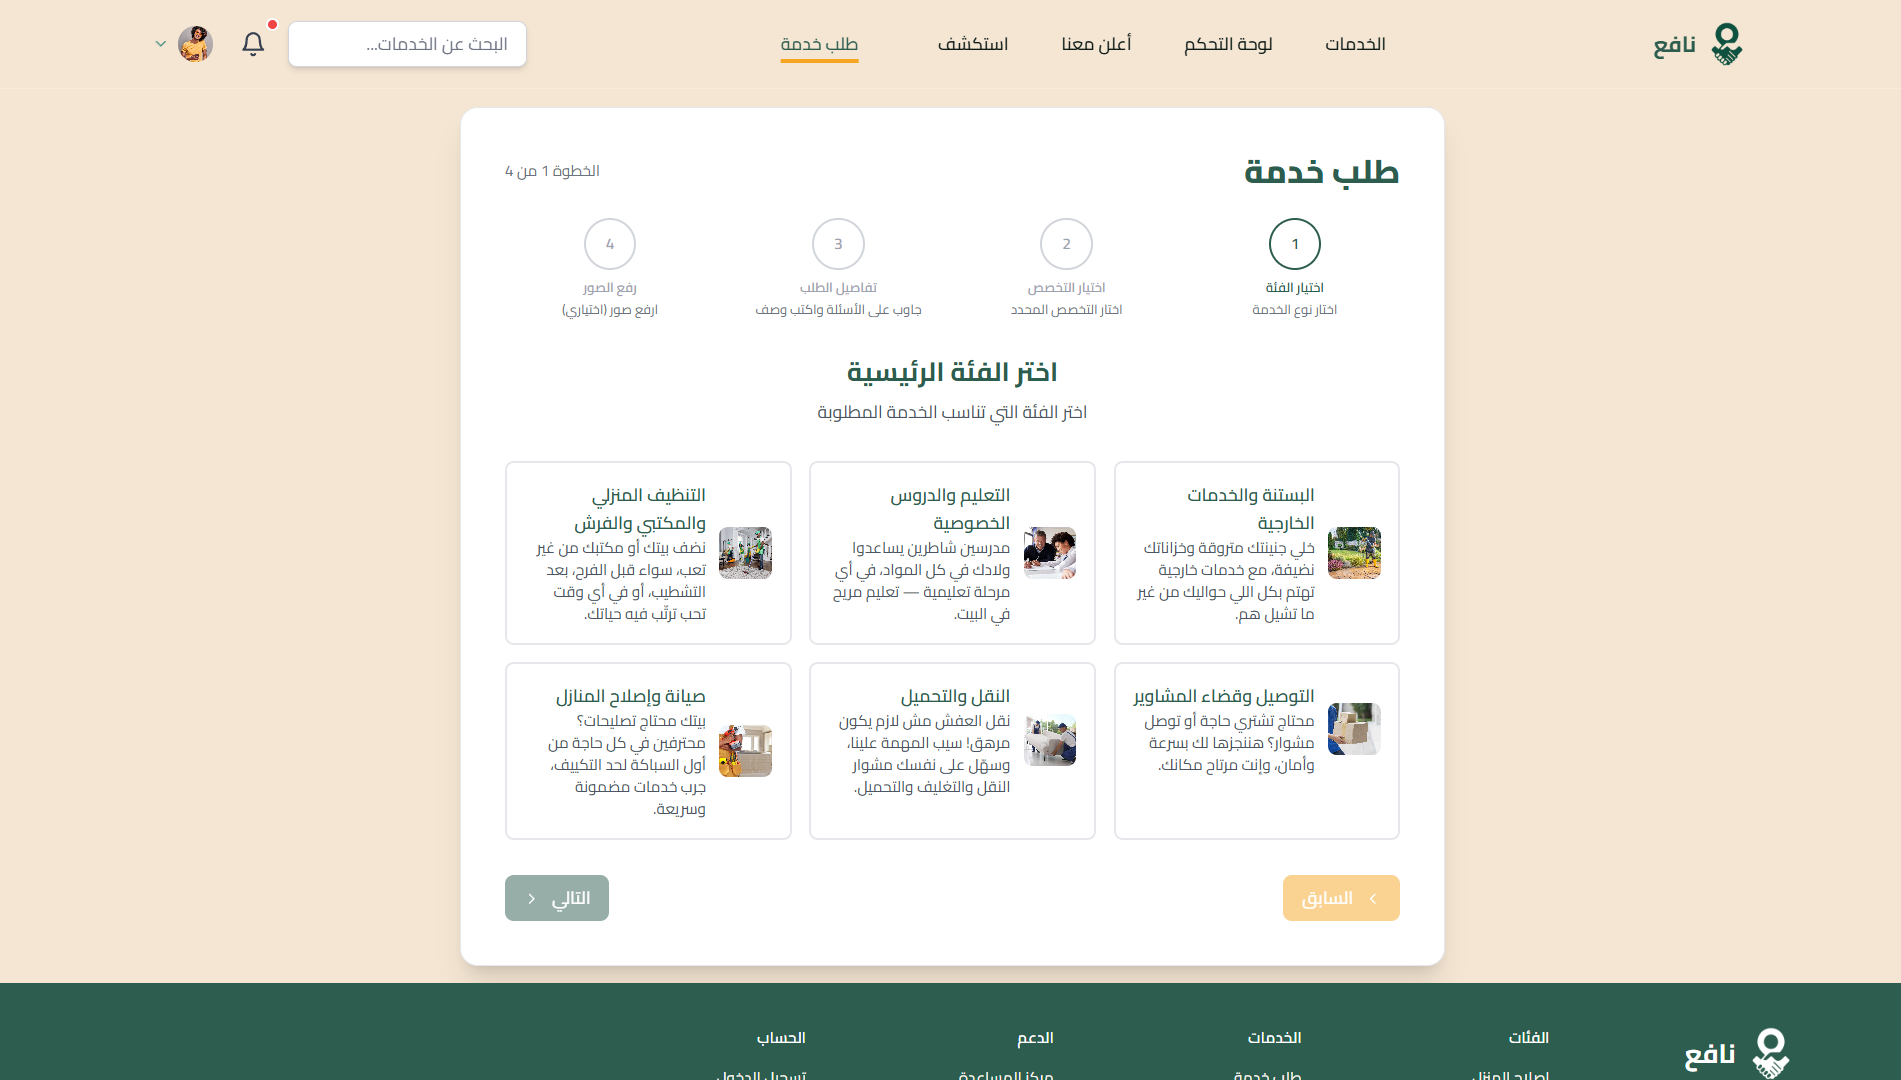 نافع
الخدمات
لوحة التحكم
أعلن معنا
استكشف
طلب خدمة
البحث عن الخدمات...
طلب خدمة
الخطوة 1 من 4
1
اختيار الفئة
اختار نوع الخدمة
2
اختيار التخصص
اختار التخصص المحدد
3
تفاصيل الطلب
جاوب على الأسئلة واكتب وصف
4
رفع الصور
ارفع صور (اختياري)
اختر الفئة الرئيسية
اختر الفئة التي تناسب الخدمة المطلوبة
البستنة والخدمات
الخارجية
خلي جنينتك متروقة وخزاناتك
نضيفة، مع خدمات خارجية
تهتم بكل اللي حواليك من غير
ما تشيل هم.
التعليم والدروس
الخصوصية
مدرسين شاطرين يساعدوا
ولادك في كل المواد، في أي
مرحلة تعليمية — تعليم مريح
في البيت.
التنظيف المنزلي
والمكتبي والفرش
نضف بيتك أو مكتبك من غير
تعب، سواء قبل الفرح، بعد
التشطيب، أو في أي وقت
تحب ترتّب فيه حياتك.
التوصيل وقضاء المشاوير
محتاج تشتري حاجة أو توصل
مشوار؟ هننجزها لك بسرعة
وأمان، وإنت مرتاح مكانك.
النقل والتحميل
نقل العفش مش لازم يكون
مرهق! سيب المهمة علينا،
وسهّل على نفسك مشوار
النقل والتغليف والتحميل.
صيانة وإصلاح المنازل
بيتك محتاج تصليحات؟
محترفين في كل حاجة من
أول السباكة لحد التكييف،
جرب خدمات مضمونة
وسريعة.
السابق
التالي
نافع
الفئات
الخدمات
الدعم
الحساب
إصلاح المنزل
طلب خدمة
مركز المساعدة
تسجيل الدخول